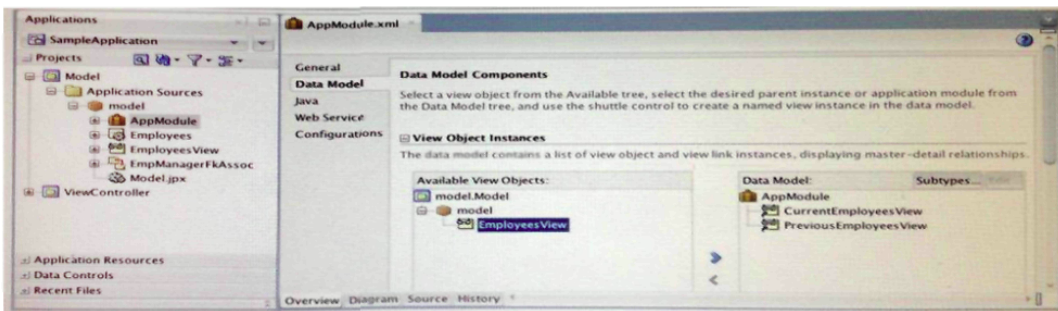 Applications
SampleApplication
Projects
Model
Application Sources
model
AppModule
Employees
EmployeesView
EmpManagerFkAssoc
Model.jpx
ViewController
Application Resources
Data Controls
Recent Files
AppModule.xml
General
Data Model
Java
Web Service
Configurations
Data Model Components
Select a view object from the Available tree, select the desired parent instance or application module from
the Data Model tree, and use the shuttle control to create a named view instance in the data model.
View Object Instances
The data model contains a list of view object and view link instances, displaying master-detail relationships.
Available View Objects:
model.Model
model
EmployeesView
Data Model:
Subtypes...
AppModule
CurrentEmployeesView
PreviousEmployeesView
Overview Diagram Source History